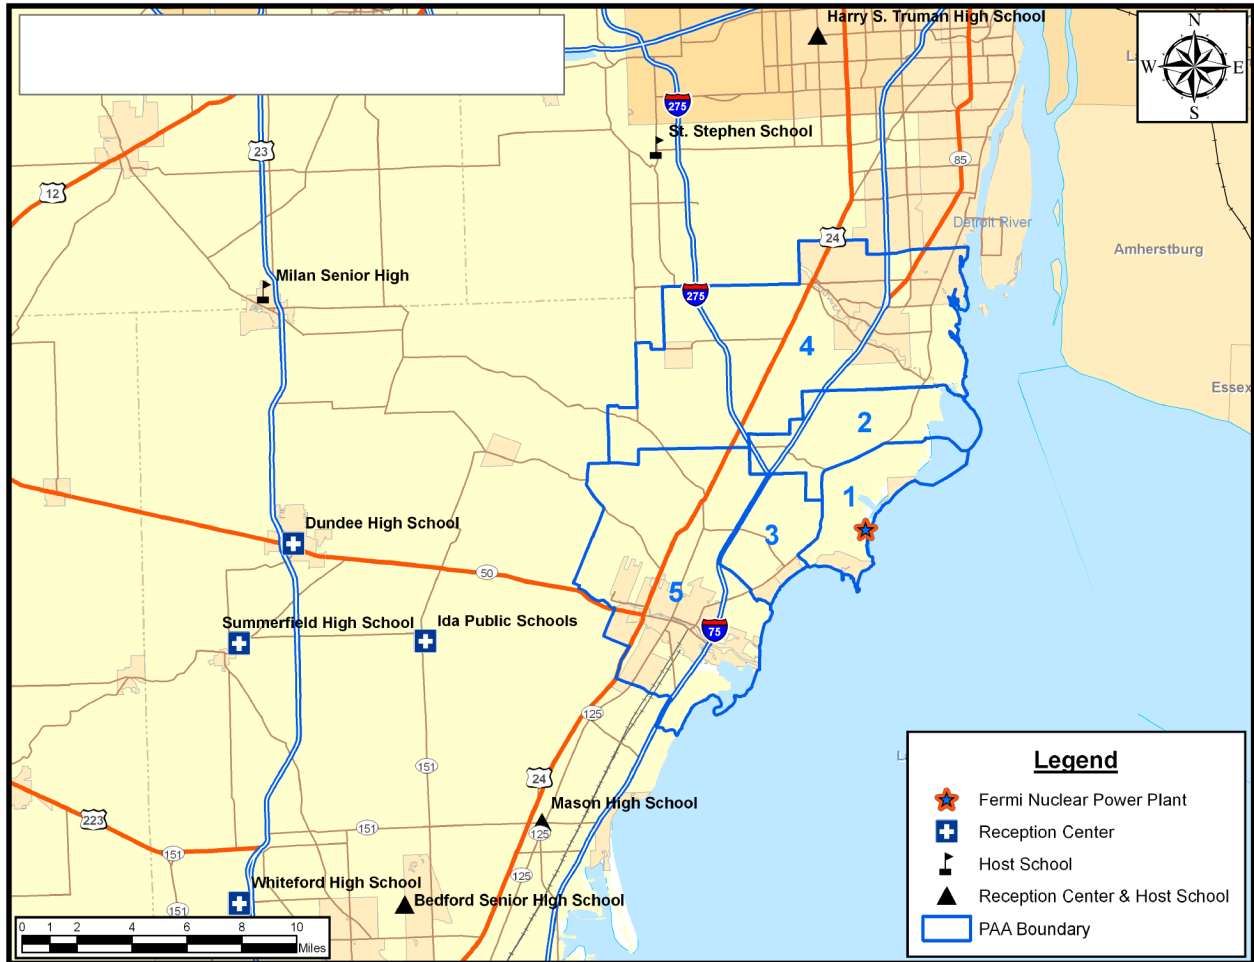 Harry S. Truman High School
N
W
E
S
275
St. Stephen School
23
85
12
Detroit River
24
Amherstburg
Milan Senior High
275
4
Essex
2
1
Dundee High School
3
50
5
Summerfield High School
Ida Public Schools
75
125
151
24
Mason High School
223
151
125
151
125
Whiteford High School
Bedford Senior HIgh School
151
0 1 2 4 6 8 10
Miles
Legend
Fermi Nuclear Power Plant
Reception Center
Host School
Reception Center & Host School
PAA Boundary